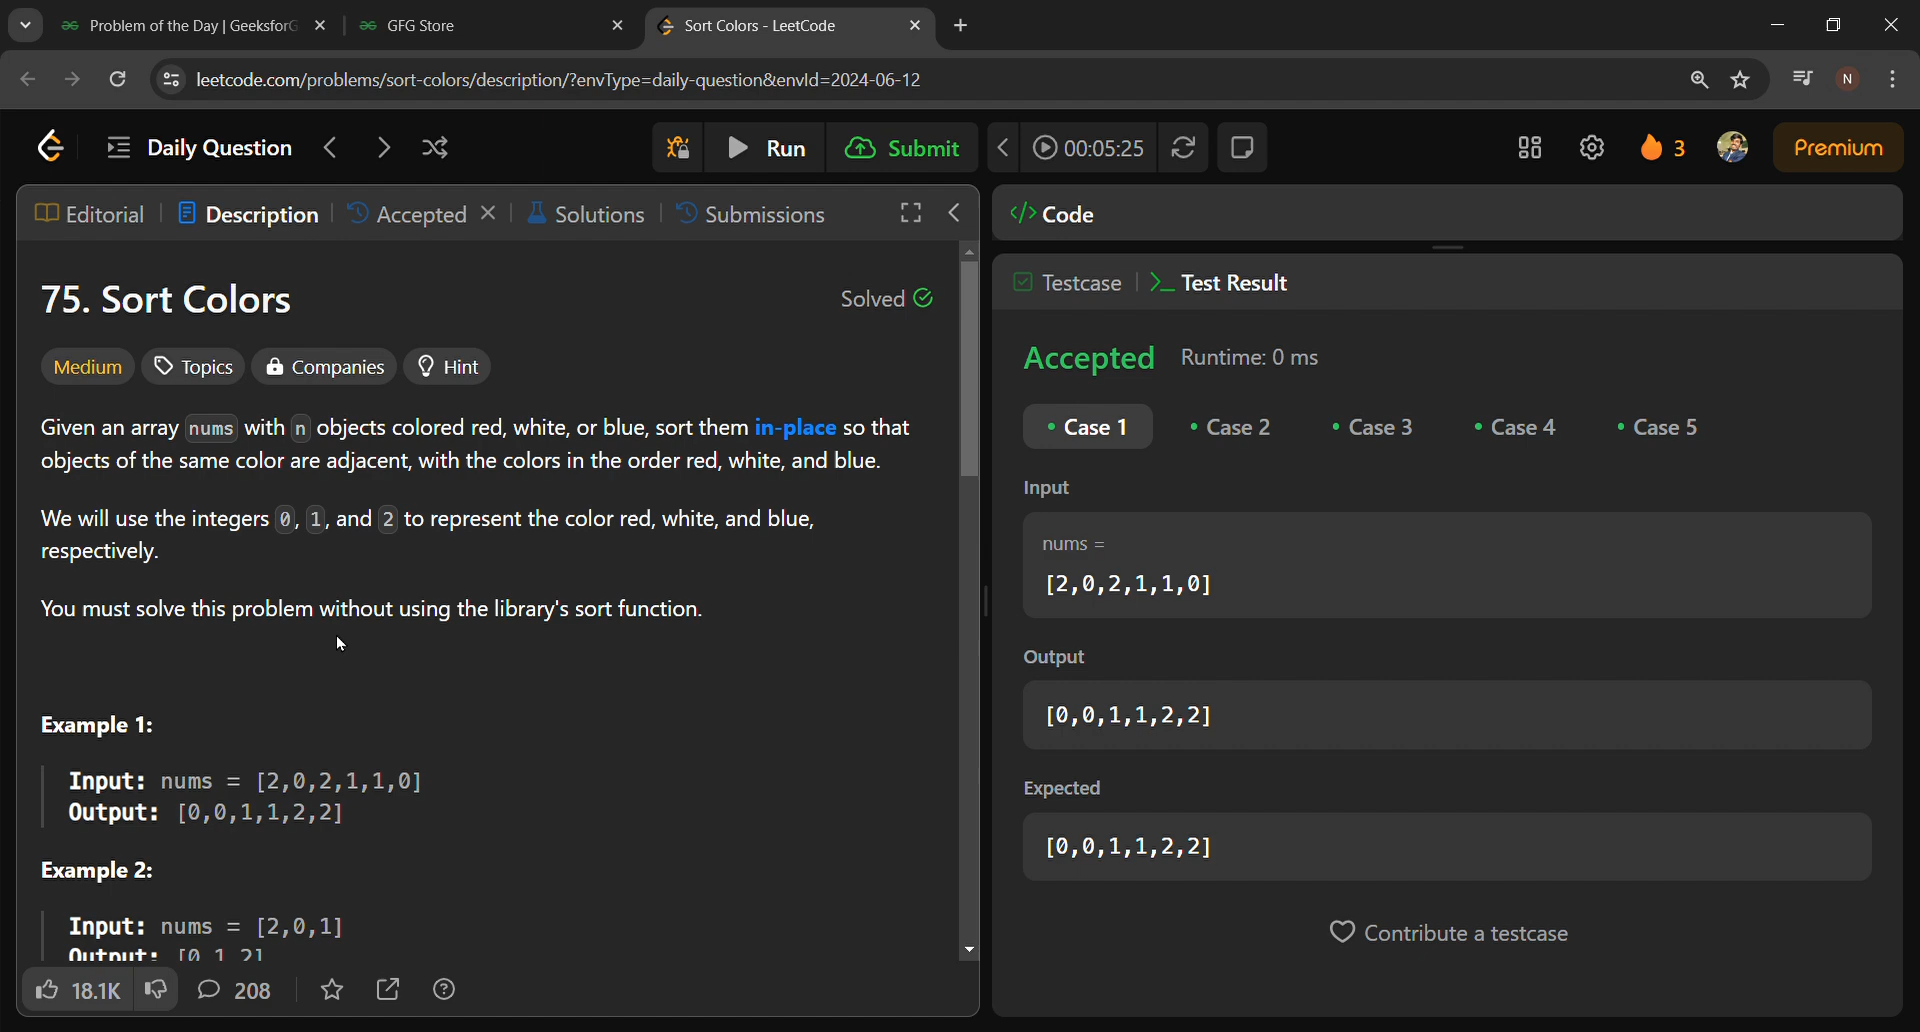 Problem of the Day | Geeksfor
GFG Store
Sort Colors - LeetCode
leetcode.com/problems/sort-colors/description/?envType=daily-question&envId=2024-06-12
N
Daily Question
Run
Submit
00:05:25
3
Premium
Editorial
Description
Accepted
Solutions
Submissions
</> Code
75. Sort Colors
Solved
Medium
Topics
Companies
Hint
Given an array nums with n objects colored red, white, or blue, sort them in-place so that
objects of the same color are adjacent, with the colors in the order red, white, and blue.
We will use the integers 0, 1, and 2 to represent the color red, white, and blue,
respectively.
You must solve this problem without using the library's sort function.
Example 1:
Input: nums = [2,0,2,1,1,0]
Output: [0,0,1,1,2,2]
Example 2:
Input: nums = [2,0,1]
Output: [0,1,2]
18.1K
208
Testcase
>_ Test Result
Accepted
Runtime: 0 ms
Case 1
Case 2
Case 3
Case 4
Case 5
Input
nums =
[2,0,2,1,1,0]
Output
[0,0,1,1,2,2]
Expected
[0,0,1,1,2,2]
Contribute a testcase